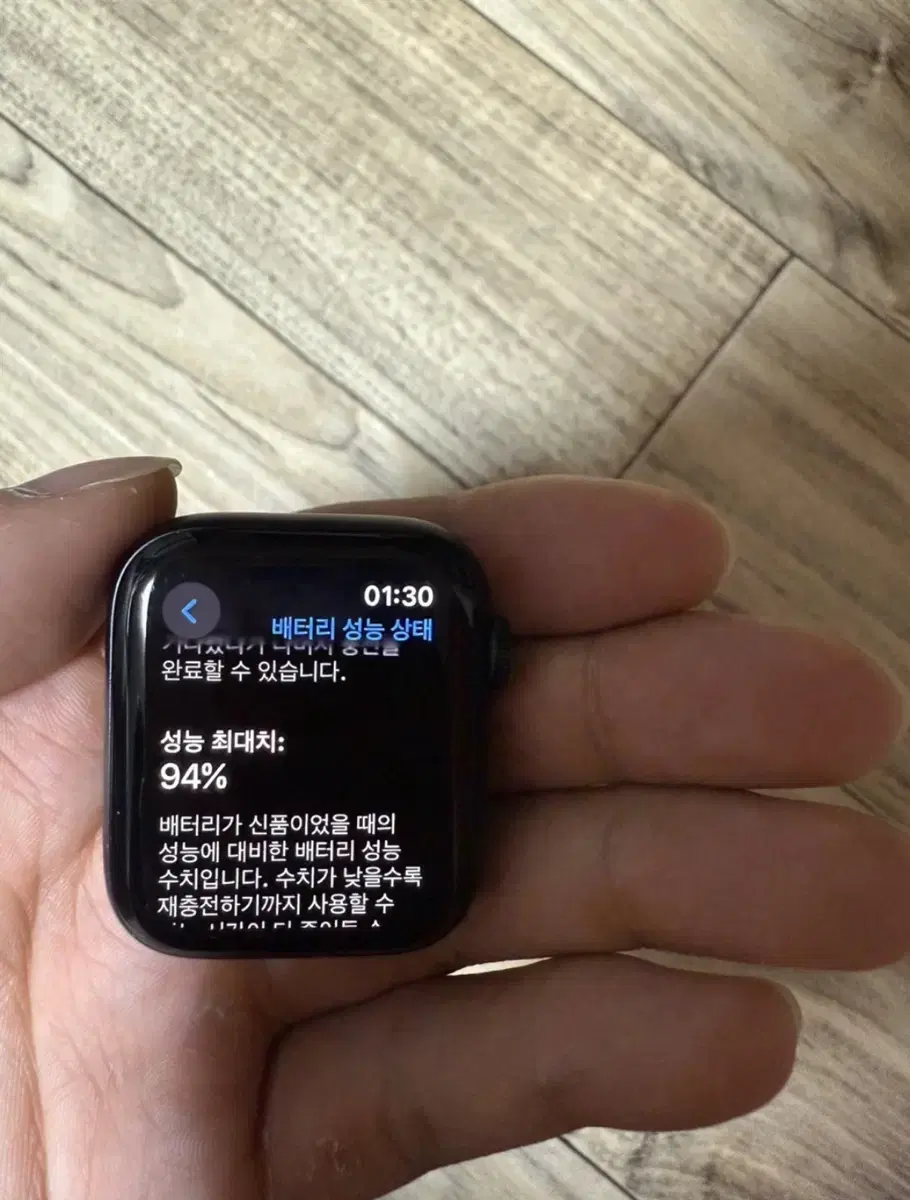 01:30
배터리 성능 상태
완료할 수 있습니다.
성능 최대치:
94%
배터리가 신품이었을 때의
성능에 대비한 배터리 성능
수치입니다. 수치가 낮을수록
재충전하기까지 사용할 수